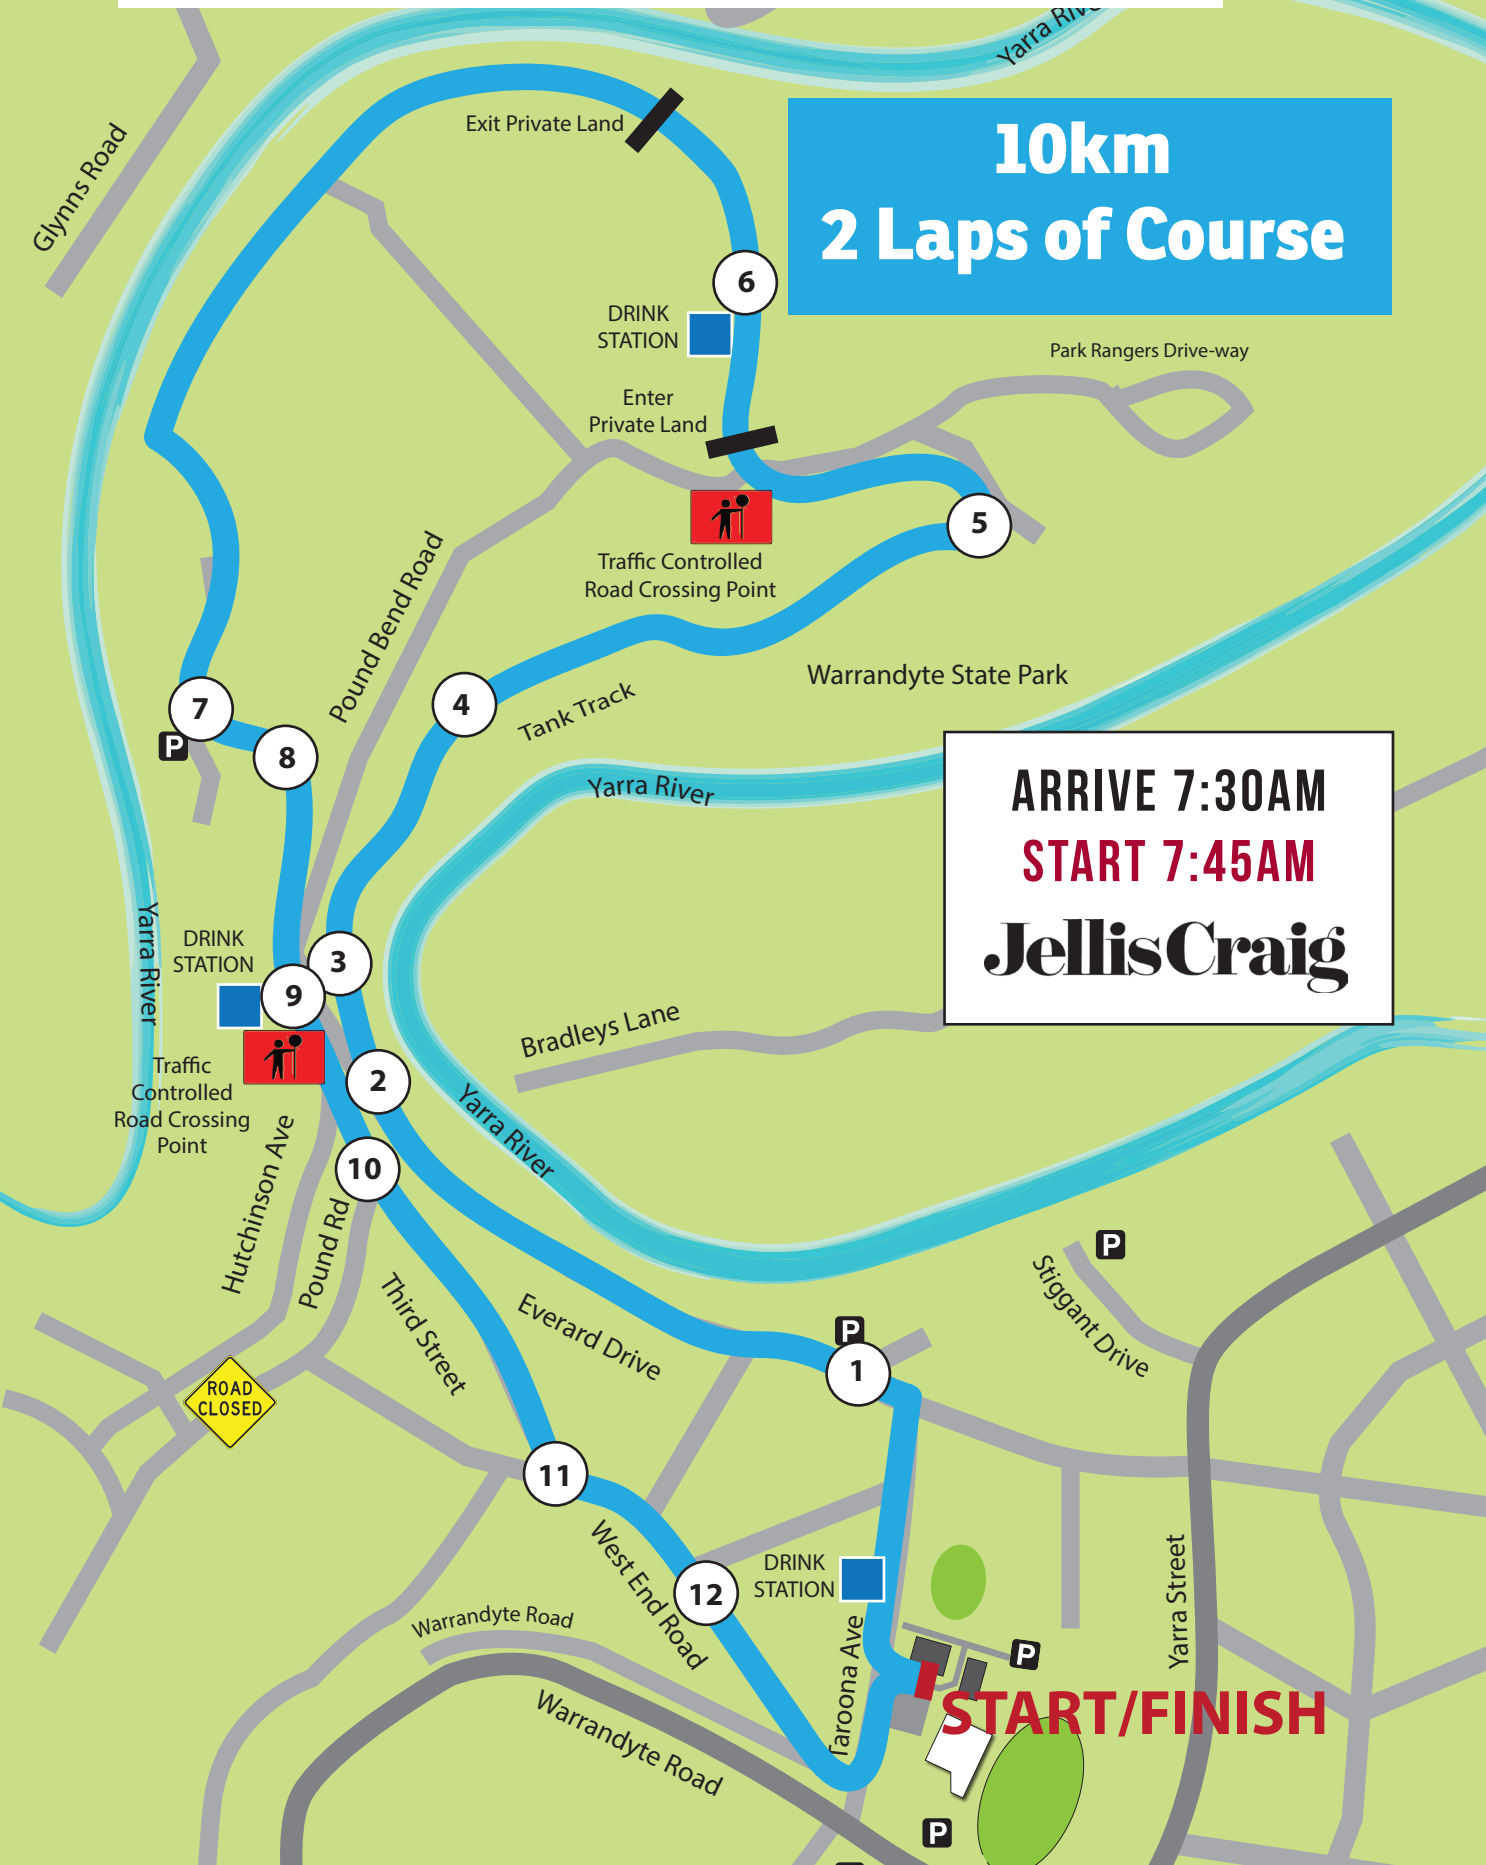 Yarra
Glynns Road
Exit Private Land
10km
2 Laps of Course
6
DRINK
STATION
Park Rangers Drive-way
Enter
Private Land
5
Traffic Controlled
Road Crossing Point
Pound Bend Road
Warrandyte State Park
4
Tank Track
7
P
8
Yarra River
ARRIVE 7:30AM
START 7:45AM
JellisCraig
Yarra River
DRINK
STATION
3
9
Bradleys Lane
Traffic
Controlled
Road Crossing
Point
2
Yarra River
10
Hutchinson Ave
Pound Rd
Third Street
Everard Drive
P
Stiggant Drive
P
1
ROAD
CLOSED
11
West End Road
12
DRINK
STATION
Yarra Street
Warrandyte Road
Taroona Ave
P
START/FINISH
Warrandyte Road
P